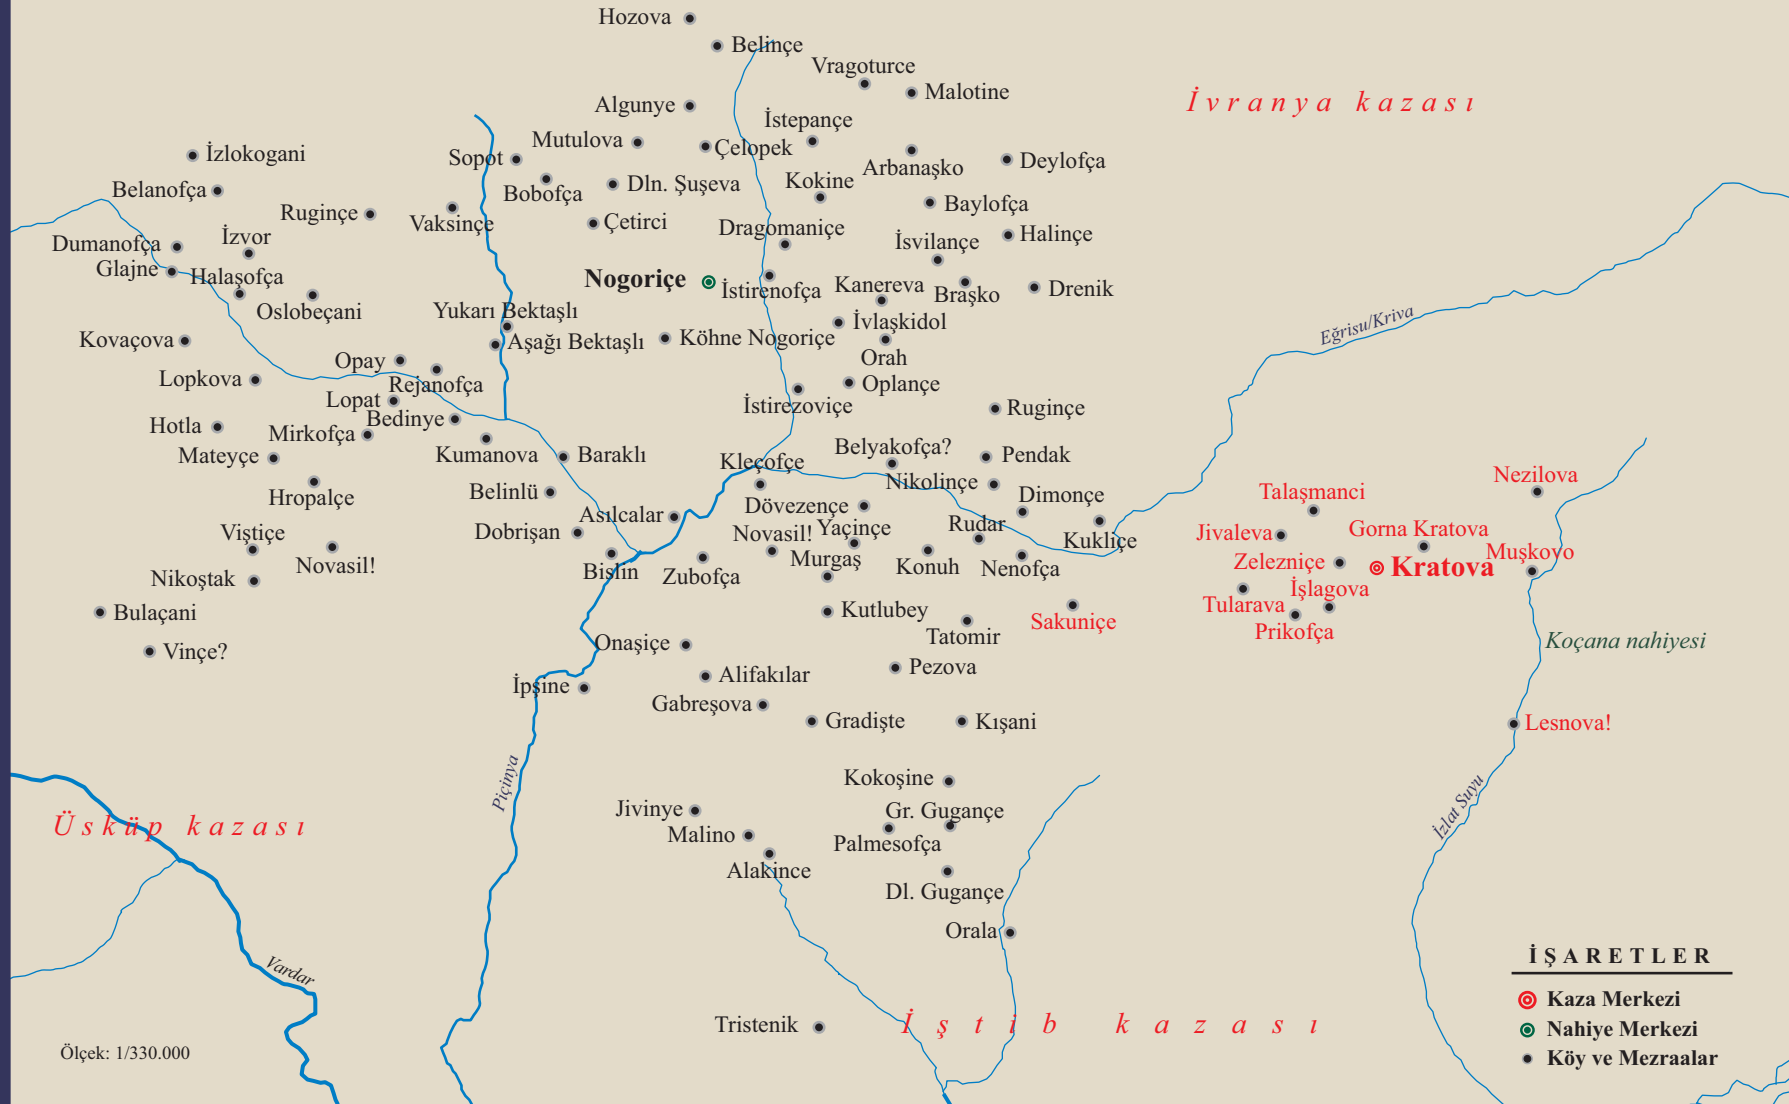 Hozova
Belinçe
Vragoturce
Malotine
İvranya kazası
Algunye
İstepançe
Mutulova
Çelopek
İzlokogani
Sopot
Arbanaşko
Deylofça
Belanofça
Bobofça
Dln. Şuşeva
Kokine
Ruginçe
Vaksinçe
Çetirci
Baylofça
Dragomaniçe
Dumanofça
İzvor
İsvilançe
Halinçe
Glajne
Halaşofça
Nogoriçe
İstirenofça
Kanereva
Braşko
Drenik
Oslobeçani
Yukarı Bektaşlı
İvlaşkidol
Eğrisu/Kriva
Kovaçova
Aşağı Bektaşlı
Köhne Nogoriçe
Orah
Opay
Lopkova
Rejanofça
Oplançe
Lopat
İstirezoviçe
Ruginçe
Bedinye
Hotla
Mirkofça
Mateyçe
Kumanova
Baraklı
Kleçofçe
Belyakofça?
Pendak
Nikolinçe
Nezilova
Hropalçe
Belinlü
Dövezençe
Dimonçe
Talaşmanci
Asılcalar
Yaçinçe
Rudar
Gorna Kratova
Viştiçe
Dobrişan
Novasil!
Kukliçe
Jivaleva
Muşkovo
Novasil!
Murgaş
Zelezniçe
Kratova
Nikoştak
Bislin
Zubofça
Konuh
Nenofça
İşlagova
Bulaçani
Kutlubey
Sakuniçe
Tularava
Prikofça
Vinçe?
Onaşiçe
Tatomir
Koçana nahiyesi
Pezova
İpşine
Alifakılar
Gabreşova
Gradişte
Kışani
Lesnova!
Piçinya
Kokoşine
Jivinye
Gr. Gugançe
İzlat Suyu
Üsküp kazası
Malino
Palmesofça
Alakince
Dl. Gugançe
Orala
Vardar
Tristenik
İştib kazası
Ölçek: 1/330.000
İŞARETLER
Kaza Merkezi
Nahiye Merkezi
Köy ve Mezraalar